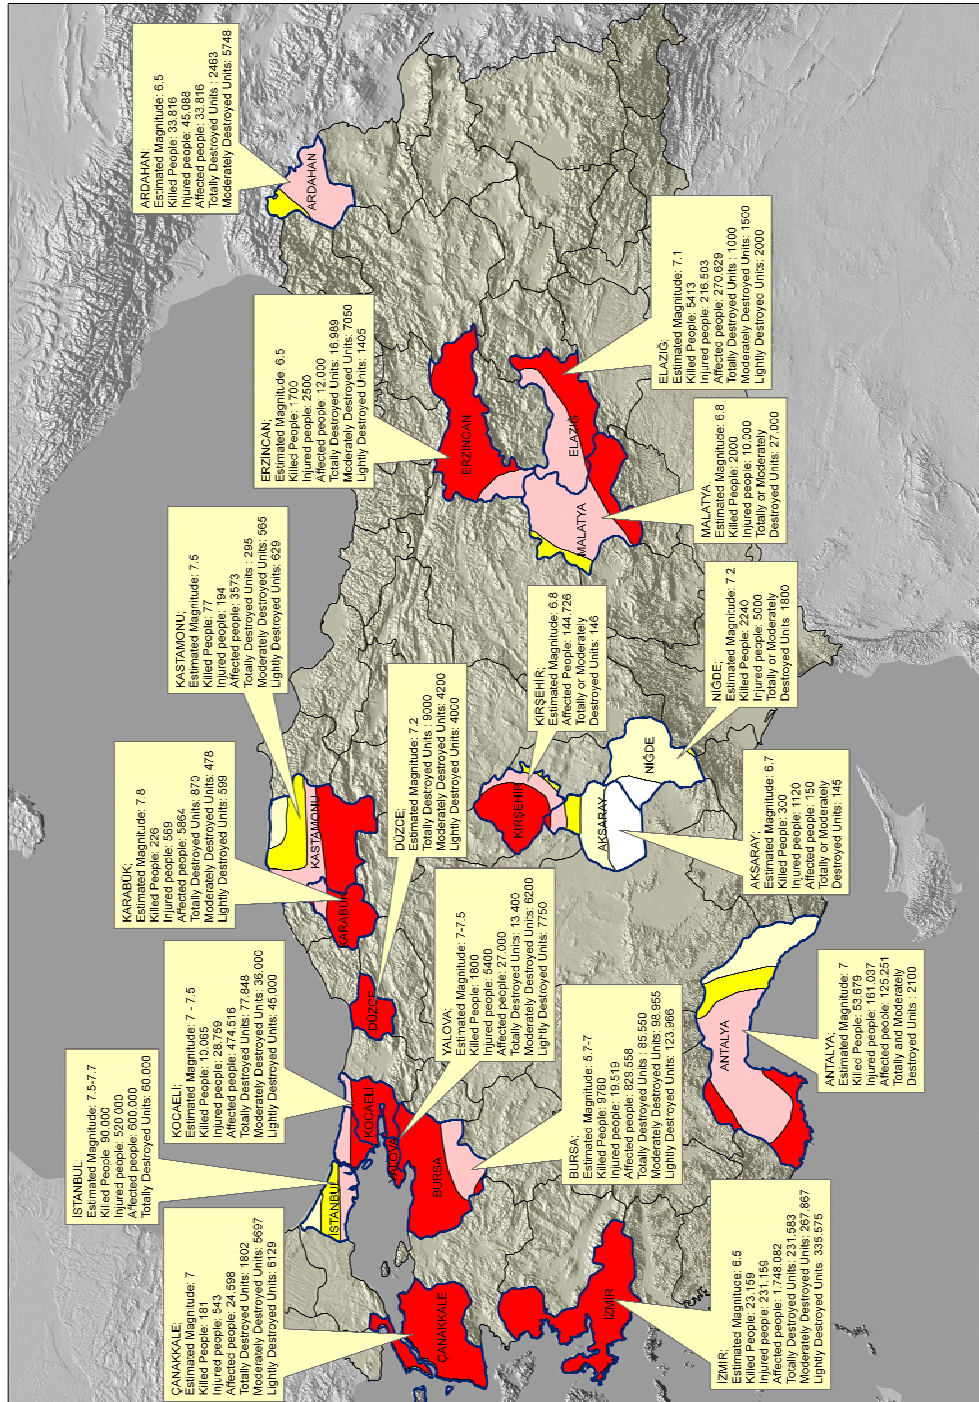 ÇANAKKALE;
Estimated Magnitude: 7
Killed People: 181
Injured people: 543
Affected people: 24.598
Totally Destroyed Units: 1802
Moderately Destroyed Units: 5697
Lightly Destroyed Units: 6129
ISTANBUL;
Estimated Magnitude: 7.5-7.7
Killed People 90.000
Injured people: 520 000
Affected people: 600.000
Totally Destroyed Units: 60.000
KOCAELİ;
Estimated Magnitude: 7 - 7.5
Killed People: 10.065
Injured people: 28.759
Affected people: 474.516
Totally Destroyed Units: 77.848
Moderately Destroyed Units: 36.000
Lightly Destroyed Units: 45.000
KARABÜK;
Estimated Magnitude: 7.8
Killed People: 226
Injured people: 569
Affected people: 5864
Totally Destroyed Units: 870
Moderately Destroyed Units: 478
Lightly Destroyed Units: 599
KASTAMONU;
Estimated Magnitude: 7.5
Killed People: 77
Injured people: 194
Affected people: 3573
Totally Destroyed Units : 295
Moderately Destroyed Units: 565
Lightly Destroyed Units: 629
ERZİNCAN;
Estimated Magnitude: 6.5
Killed People: 1700
Injured people: 2500
Affected people: 12.000
Totally Destroyed Units: 16.989
Moderately Destroyed Units: 7050
Lightly Destroyed Units: 1405
ARDAHAN;
Estimated Magnitude: 6.5
Killed People: 33.816
Injured people: 45.088
Affected people: 33.816
Totally Destroyed Units : 2463
Moderately Destroyed Units: 5748
DÜZCE;
Estimated Magnitude: 7.2
Totally Destroyed Units : 9000
Moderately Destroyed Units: 4200
Lightly Destroyed Units: 4000
YALOVA;
Estimated Magnitude: 7-7.5
Killed People: 1800
Injured people: 5400
Affected people: 27.000
Totally Destroyed Units: 13.400
Moderately Destroyed Units: 6200
Lightly Destroyed Units: 7750
KIRŞEHİR;
Estimated Magnitude: 6.8
Affected People: 144.726
Totally or Moderately
Destroyed Units: 146
ISTANBUL
KOCAELİ
YALOVA
BURSA
ÇANAKKALE
İZMİR
DÜZCE
KARABÜK
KASTAMONU
KIRŞEHİR
AKSARAY
NİĞDE
ANTALYA
ERZİNCAN
ELAZIĞ
MALATYA
ARDAHAN
İZMİR;
Estimated Magnitude: 6.5
Killed People: 23.159
Injured people: 231.159
Affected people: 1.748.082
Totally Destroyed Units: 231.583
Moderately Destroyed Units: 267.867
Lightly Destroyed Units: 335.575
BURSA;
Estimated Magnitude: 5.7-7
Killed People: 9760
Injured people: 19.519
Affected people: 829.558
Totally Destroyed Units : 85.550
Moderately Destroyed Units: 98.955
Lightly Destroyed Units: 123.966
ANTALYA;
Estimated Magnitude: 7
Killed People: 53.679
Injured people: 161.037
Affected people: 125.251
Totally and Moderately
Destroyed Units : 2100
AKSARAY;
Estimated Magnitude: 6.7
Killed People: 300
Injured people: 1120
Affected people: 150
Totally or Moderately
Destroyed Units: 145
NİĞDE;
Estimated Magnitude: 7.2
Killed People: 2240
Injured people: 5000
Totally or Moderately
Destroyed Units 1800
MALATYA;
Estimated Magnitude: 6.8
Killed People: 2000
Injured people: 10.000
Totally or Moderately
Destroyed Units: 27.000
ELAZIĞ;
Estimated Magnitude: 7.1
Killed People: 5413
Injured people: 216.503
Affected people: 270.629
Totally Destroyed Units : 1000
Moderately Destroyed Units: 1500
Lightly Destroyed Units: 2000